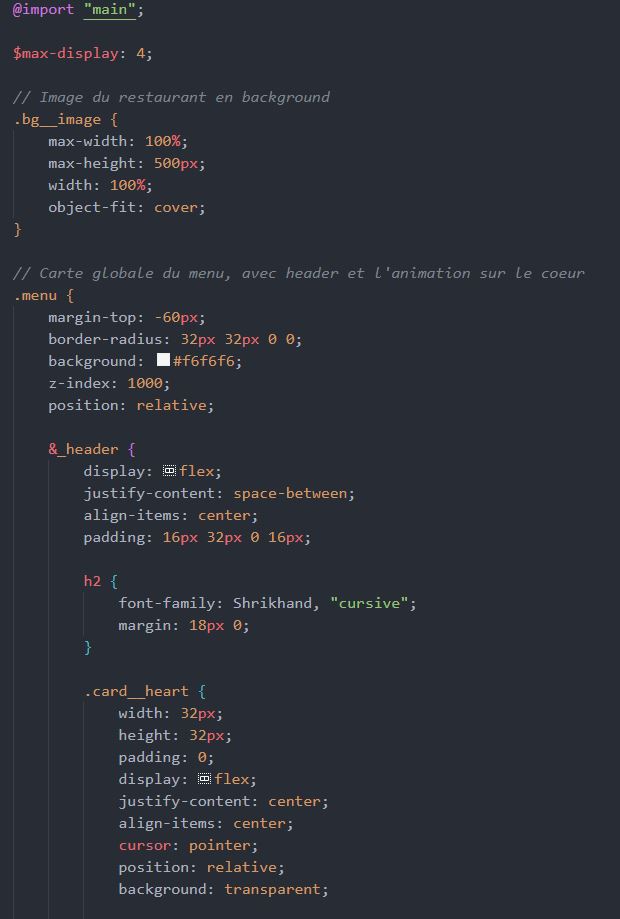 @import "main";
$max-display: 4;
// Image du restaurant en background
.bg__image {
max-width: 100%;
max-height: 500px;
width: 100%;
object-fit: cover;
}
// Carte globale du menu, avec header et l'animation sur le coeur
.menu {
margin-top: -60px;
border-radius: 32px 32px 0 0;
background: #f6f6f6;
z-index: 1000;
position: relative;
&_header {
display: flex;
justify-content: space-between;
align-items: center;
padding: 16px 32px 0 16px;
h2 {
font-family: Shrikhand, "cursive";
margin: 18px 0;
}
.card__heart {
width: 32px;
height: 32px;
padding: 0;
display: flex;
justify-content: center;
align-items: center;
cursor: pointer;
position: relative;
background: transparent;